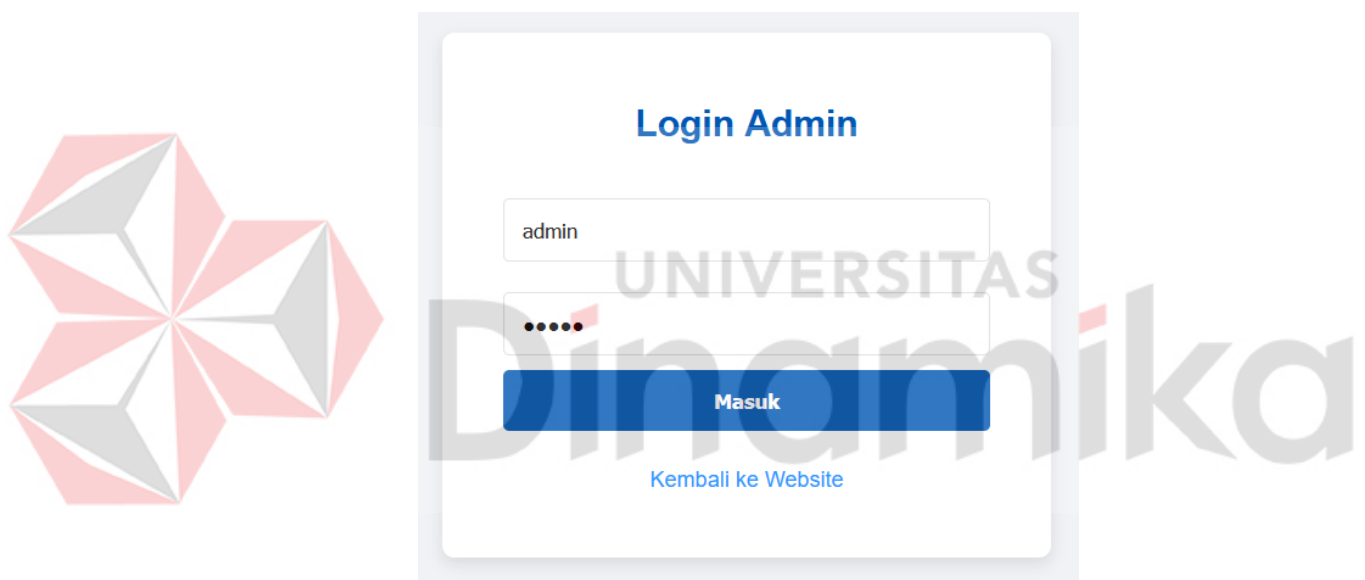 Login Admin
admin
UNIVERSITAS
•••••
Dinamika
Masuk
Kembali ke Website